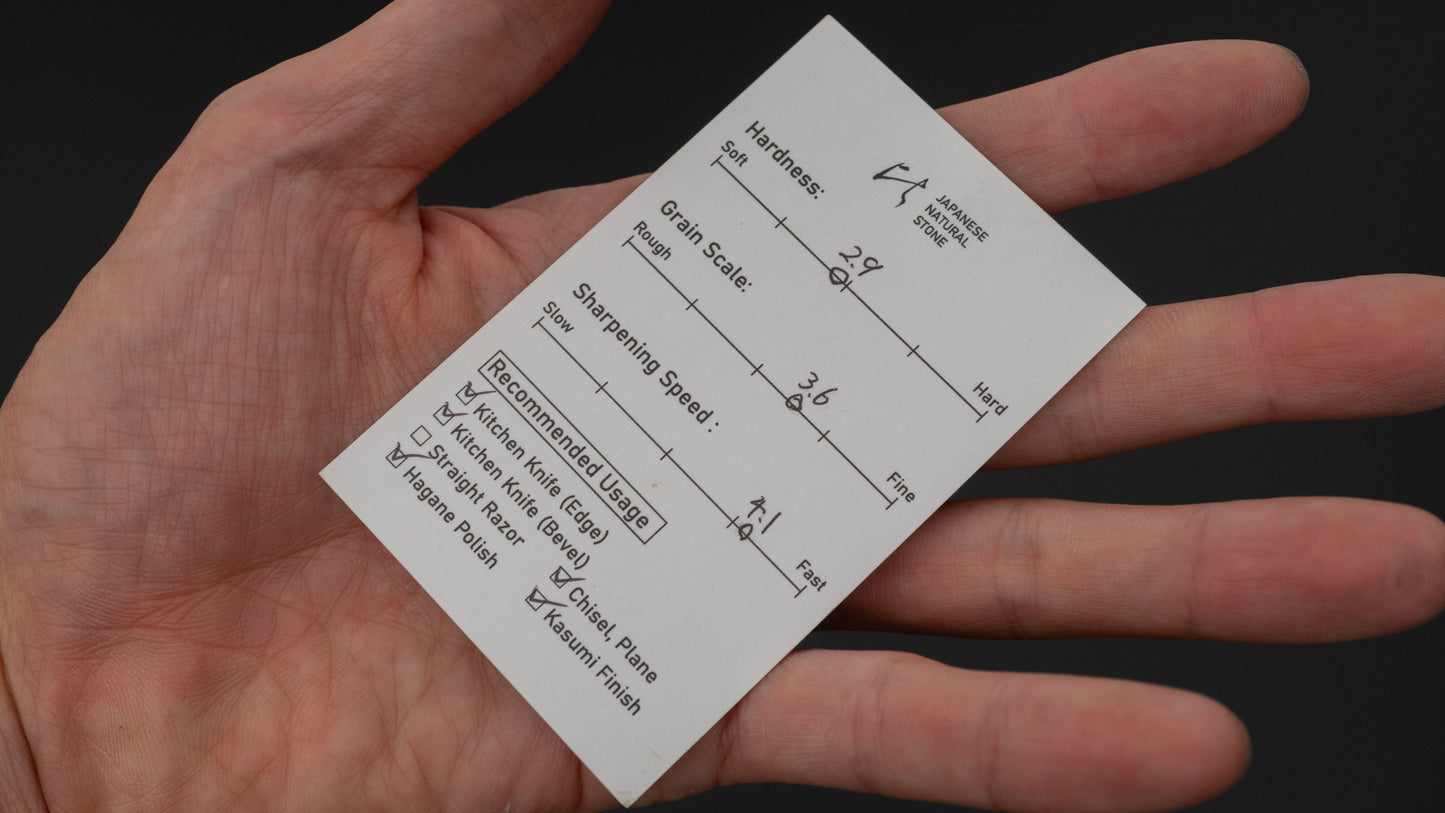 JAPANESE
NATURAL
STONE
Hardness:
Soft
2.9
Hard
Grain Scale:
Rough
3.6
Fine
Sharpening Speed :
Slow
4.1
Fast
Recommended Usage
Kitchen Knife (Edge)
Kitchen Knife (Bevel)
Straight Razor
Hagane Polish
Chisel, Plane
Kasumi Finish